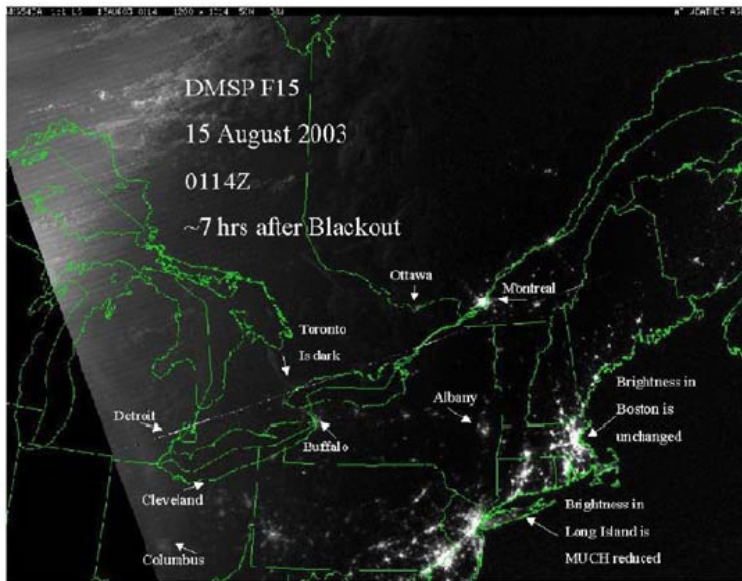 DMSP F15
15 August 2003
0114Z
~7 hrs after Blackout
Ottawa
Montreal
Toronto
Is dark
Detroit
Albany
Brightness in
Boston is
unchanged
Buffalo
Cleveland
Brightness in
Long Island is
MUCH reduced
Columbus